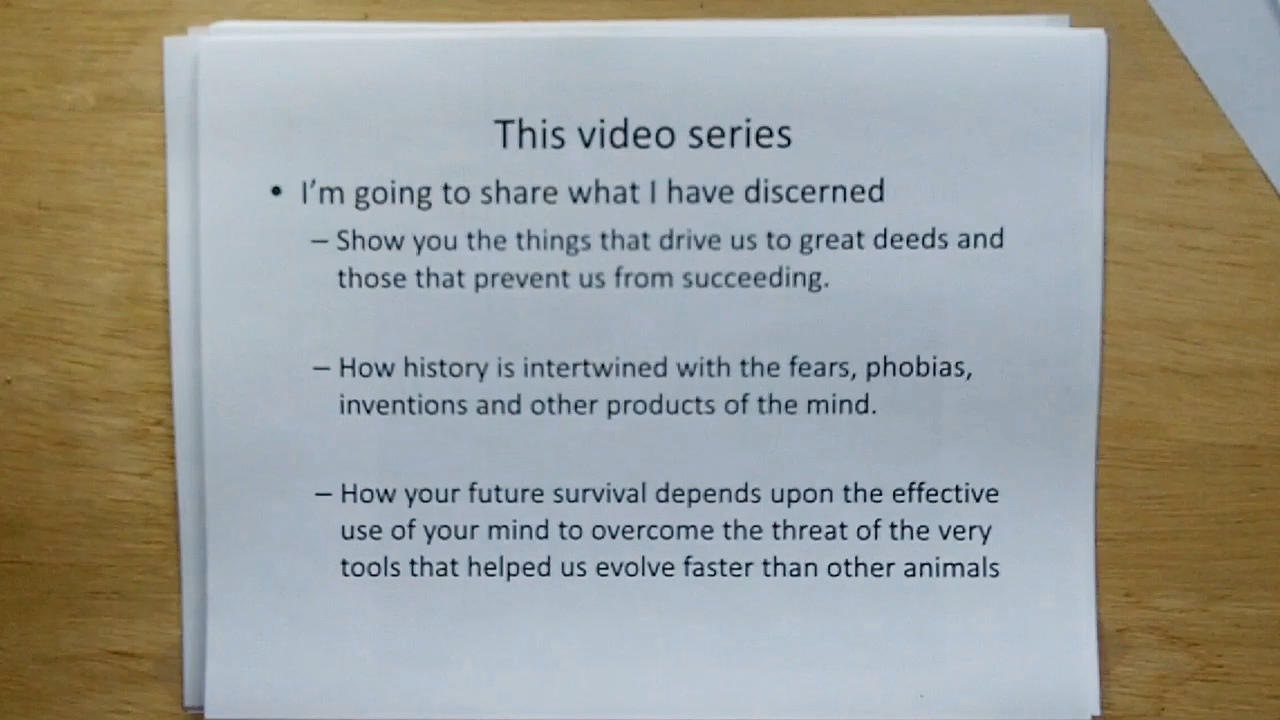 This video series
• I'm going to share what I have discerned
– Show you the things that drive us to great deeds and
those that prevent us from succeeding.
– How history is intertwined with the fears, phobias,
inventions and other products of the mind.
– How your future survival depends upon the effective
use of your mind to overcome the threat of the very
tools that helped us evolve faster than other animals